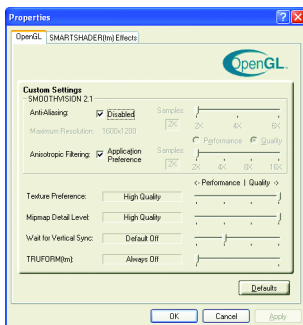 Properties
OpenGL SMARTSHADER(tm) Effects
OpenGL.
Custom Settings
SMOOTHVISION 2.1
Anti-Aliasing: Disabled Samples:
2X 2X 4X 6X
Maximum Resolution: 1600x1200
Performance Quality
Anisotropic Filtering: Application Preference Samples:
2X 2X 4X 8X 16X
<- Performance | Quality ->
Texture Preference: High Quality
Mipmap Detail Level: High Quality
Wait for Vertical Sync: Default Off
TRUFORM(tm): Always Off
Defaults
OK Cancel Apply